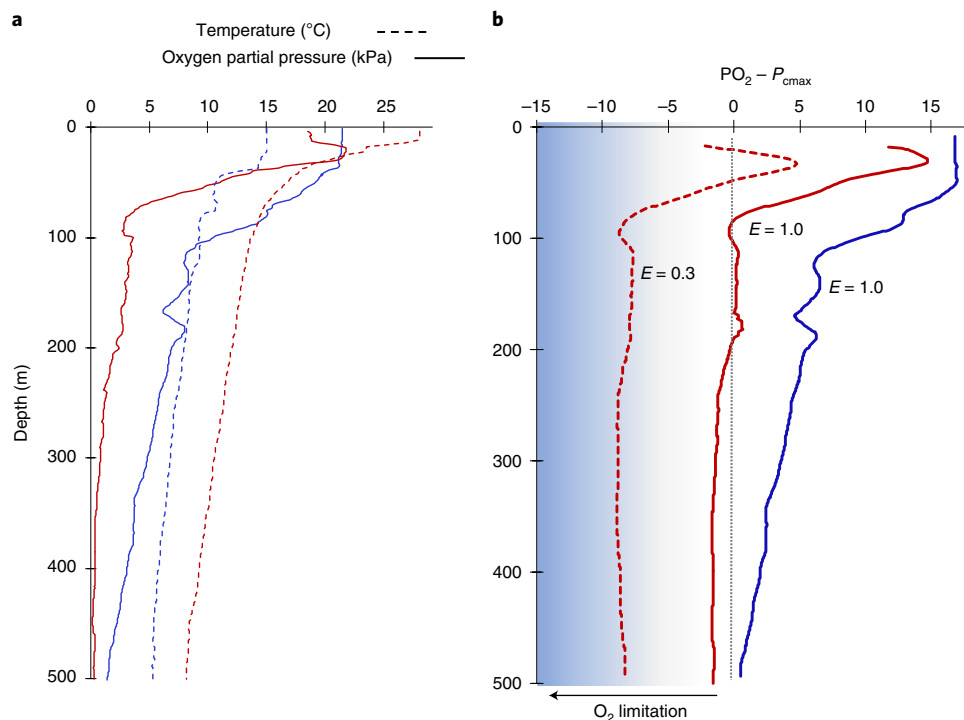 a
Temperature (°C)
Oxygen partial pressure (kPa)
0 5 10 15 20 25
0
100
200
300
400
500
Depth (m)
b
PO2 – Pcmax
–15 –10 –5 0 5 10 15
0
100
200
300
400
500
E = 1.0
E = 0.3
E = 1.0
O2 limitation